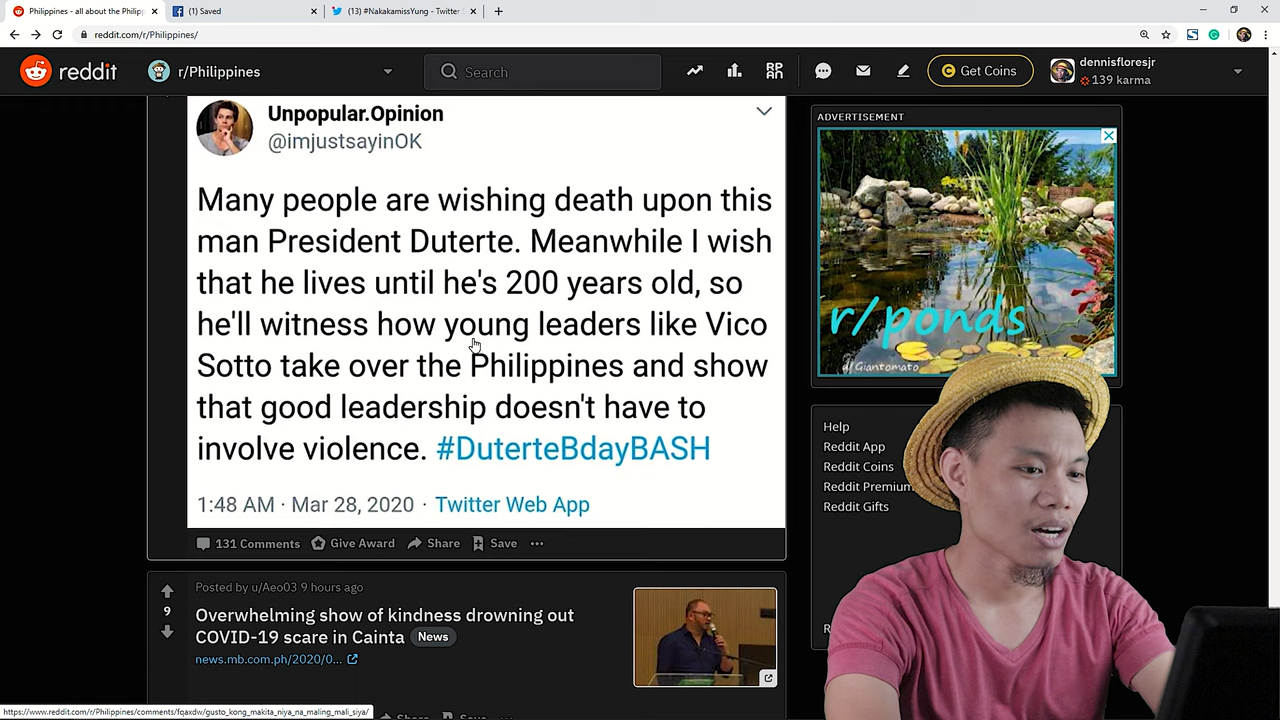 Philippines - all about the Philip
(1) Saved
(13) #NakakamissYung - Twitter
reddit.com/r/Philippines/
reddit
r/Philippines
Search
Get Coins
dennisfloresjr
139 karma
Unpopular.Opinion
@imjustsayinOK
Many people are wishing death upon this
man President Duterte. Meanwhile I wish
that he lives until he's 200 years old, so
he'll witness how young leaders like Vico
Sotto take over the Philippines and show
that good leadership doesn't have to
involve violence. #DuterteBdayBASH
1:48 AM · Mar 28, 2020 · Twitter Web App
131 Comments
Give Award
Share
Save
Posted by u/Aeo03 9 hours ago
9
Overwhelming show of kindness drowning out
COVID-19 scare in Cainta News
news.mb.com.ph/2020/0...
Share
Save
https://www.reddit.com/r/Philippines/comments/fqaxdw/gusto_kong_makita_niya_na_maling_mali_siya/
ADVERTISEMENT
r/ponds
u/Giantomato
Help
Reddit App
Reddit Coins
Reddit Premium
Reddit Gifts